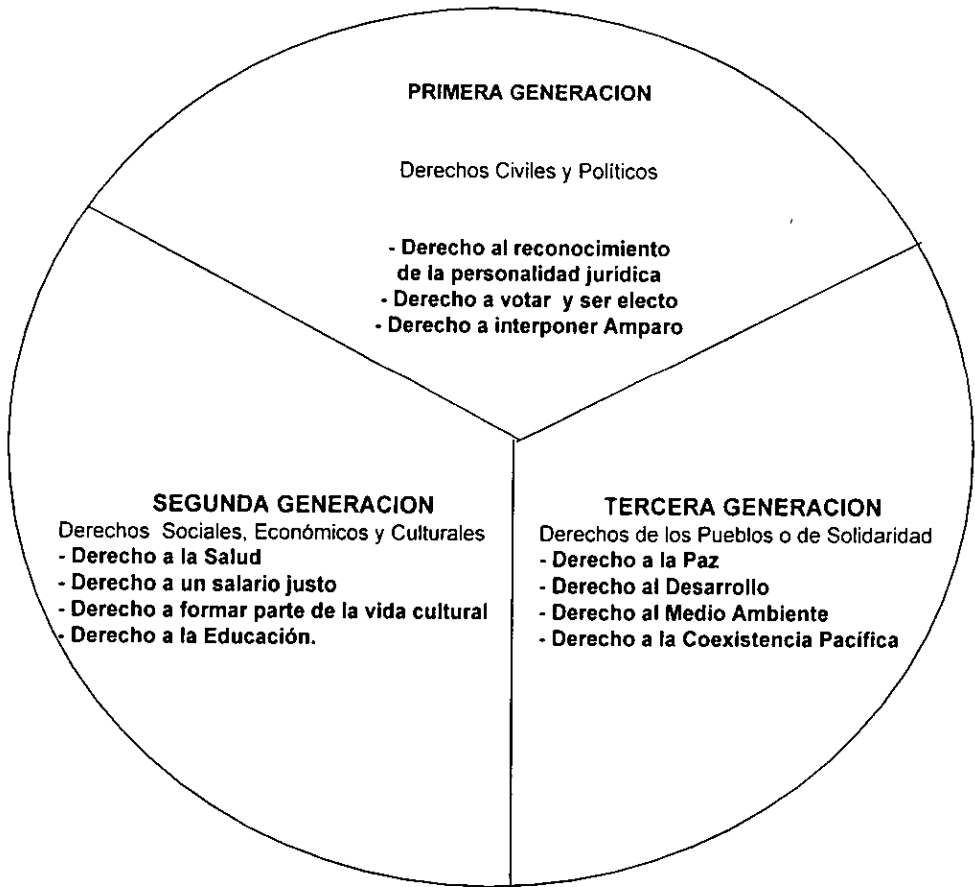 PRIMERA GENERACION
Derechos Civiles y Políticos
- Derecho al reconocimiento
de la personalidad jurídica
- Derecho a votar y ser electo
- Derecho a interponer Amparo
SEGUNDA GENERACION
Derechos Sociales, Económicos y Culturales
- Derecho a la Salud
- Derecho a un salario justo
- Derecho a formar parte de la vida cultural
- Derecho a la Educación.
TERCERA GENERACION
Derechos de los Pueblos o de Solidaridad
- Derecho a la Paz
- Derecho al Desarrollo
- Derecho al Medio Ambiente
- Derecho a la Coexistencia Pacífica